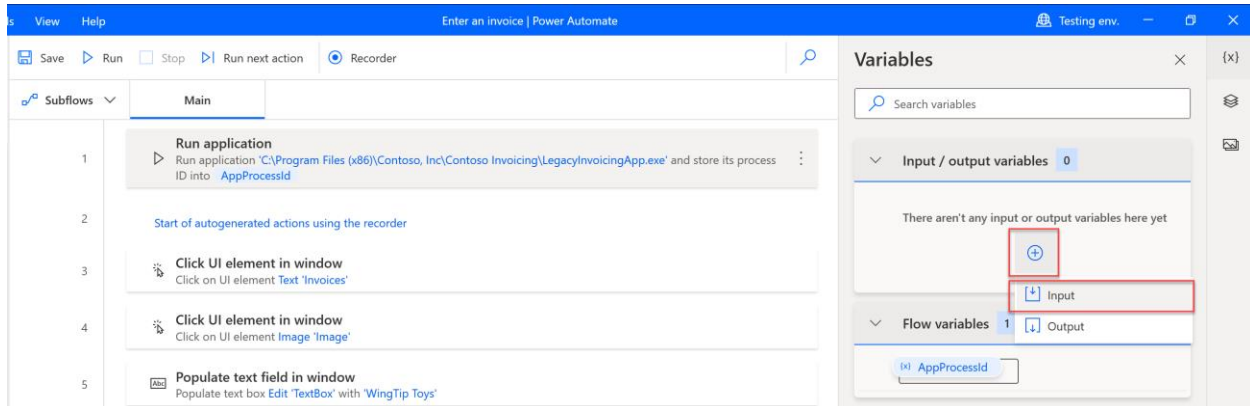 ls View Help Enter an invoice | Power Automate Testing env.
Save Run Stop Run next action Recorder
Subflows Main
1 Run application
Run application 'C:\Program Files (x86)\Contoso, Inc\Contoso Invoicing\LegacyInvoicingApp.exe' and store its process
ID into AppProcessId
2 Start of autogenerated actions using the recorder
3 Click UI element in window
Click on UI element Text 'Invoices'
4 Click UI element in window
Click on UI element Image 'Image'
5 Abc Populate text field in window
Populate text box Edit 'TextBox' with 'WingTip Toys'
Variables {x}
Search variables
Input / output variables 0
There aren't any input or output variables here yet
Input
Output
Flow variables 1
{x} AppProcessId